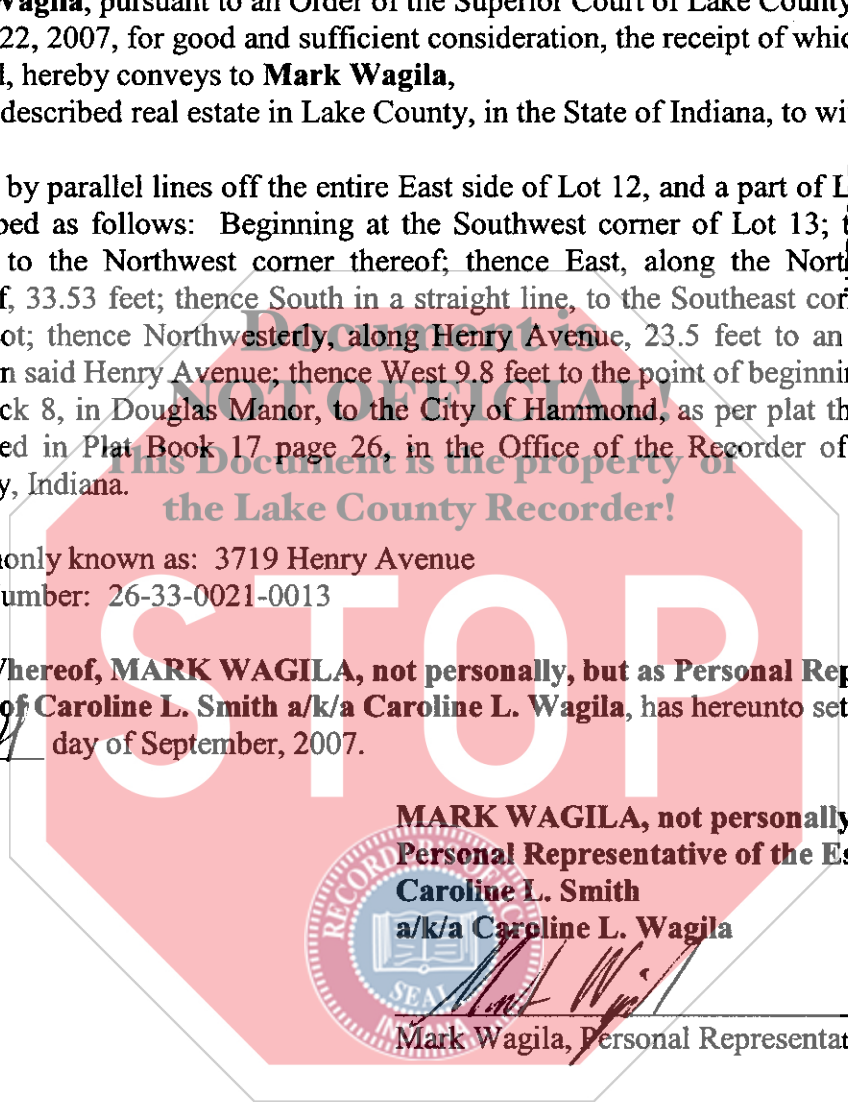 Wagila, pursuant to an Order of the Superior Court of Lake County
22, 2007, for good and sufficient consideration, the receipt of which
hereby conveys to Mark Wagila,
described real estate in Lake County, in the State of Indiana, to wi
by parallel lines off the entire East side of Lot 12, and a part of L
bed as follows: Beginning at the Southwest corner of Lot 13; t
to the Northwest corner thereof; thence East, along the Nort
f, 33.53 feet; thence South in a straight line, to the Southeast cor
ot; thence Northwesterly, along Henry Avenue, 23.5 feet to an
n said Henry Avenue; thence West 9.8 feet to the point of beginni
ck 8, in Douglas Manor, to the City of Hammond, as per plat th
ed in Plat Book 17 page 26, in the Office of the Recorder of
y, Indiana.
Document is
NOT OFFICIAL!
This Document is the property of
the Lake County Recorder!
STOP
only known as: 3719 Henry Avenue
umber: 26-33-0021-0013
Whereof, MARK WAGILA, not personally, but as Personal Rep
of Caroline L. Smith a/k/a Caroline L. Wagila, has hereunto set
day of September, 2007.
MARK WAGILA, not personally
Personal Representative of the Es
Caroline L. Smith
a/k/a Caroline L. Wagila
Mark Wagila, Personal Representat
SEAL
INDIANA